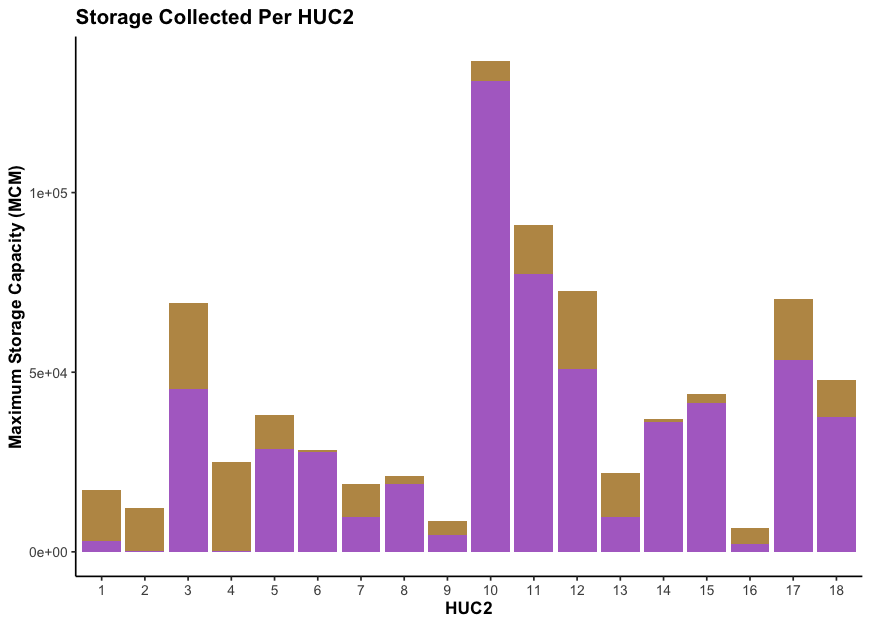 Storage Collected Per HUC2
Maximum Storage Capacity (MCM)
1e+05
5e+04
0e+00
1 2 3 4 5 6 7 8 9 10 11 12 13 14 15 16 17 18
HUC2